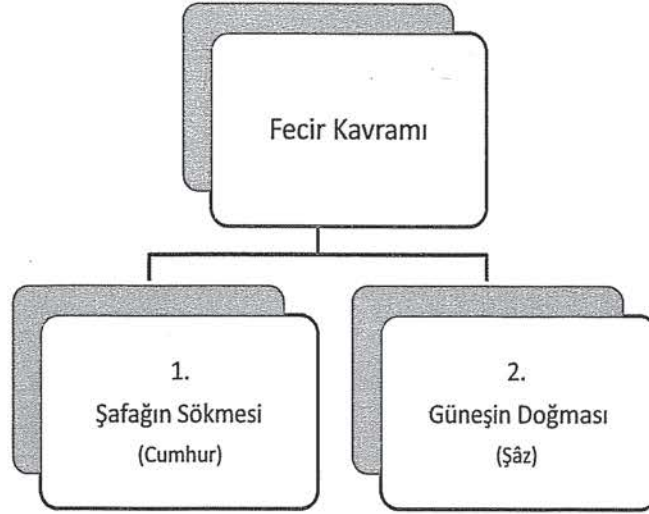 Fecir Kavramı
1.
Şafağın Sökmesi
(Cumhur)
2.
Güneşin Doğması
(Şâz)